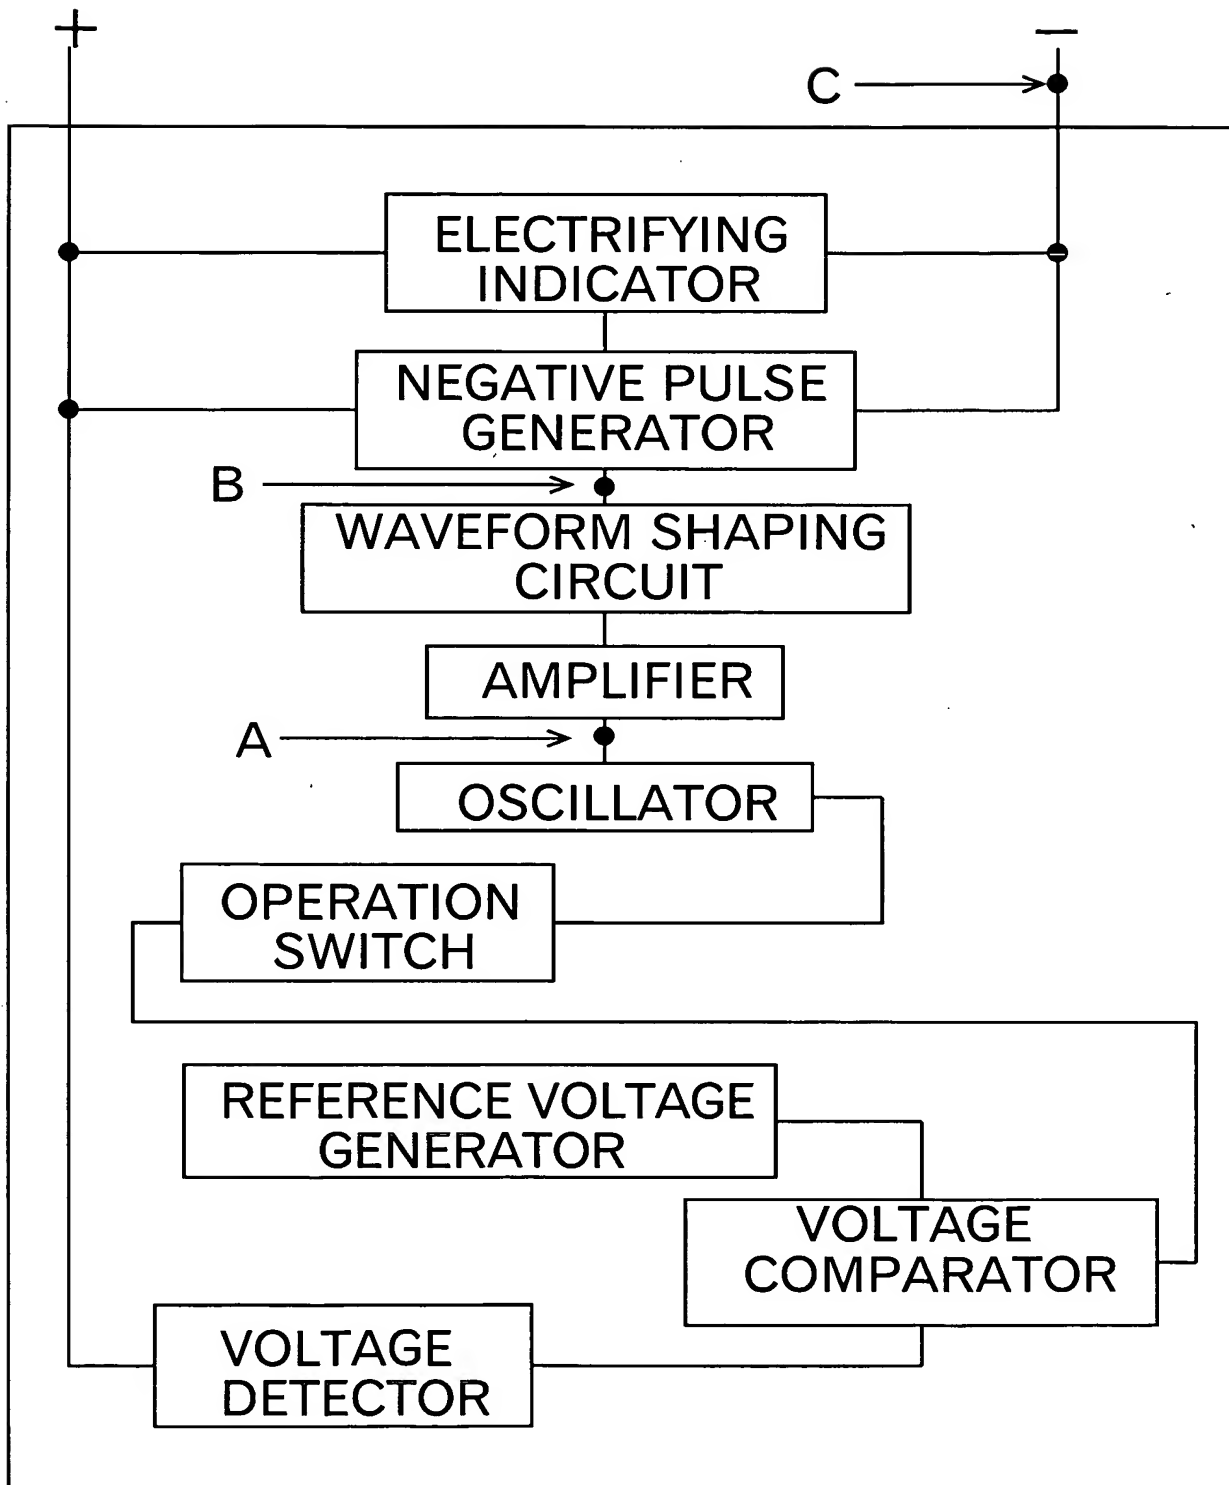 +
−
C
ELECTRIFYING
INDICATOR
NEGATIVE PULSE
GENERATOR
B
WAVEFORM SHAPING
CIRCUIT
AMPLIFIER
A
OSCILLATOR
OPERATION
SWITCH
REFERENCE VOLTAGE
GENERATOR
VOLTAGE
COMPARATOR
VOLTAGE
DETECTOR